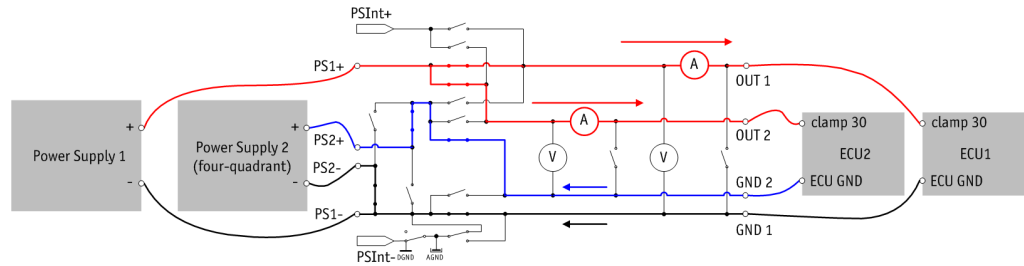 PSInt+
PS1+
A
OUT 1
Power Supply 1
+
-
Power Supply 2
(four-quadrant)
+
-
PS2+
PS2-
PS1-
A
OUT 2
V
V
GND 2
GND 1
clamp 30
ECU2
ECU GND
clamp 30
ECU1
ECU GND
PSInt-
DGND
AGND